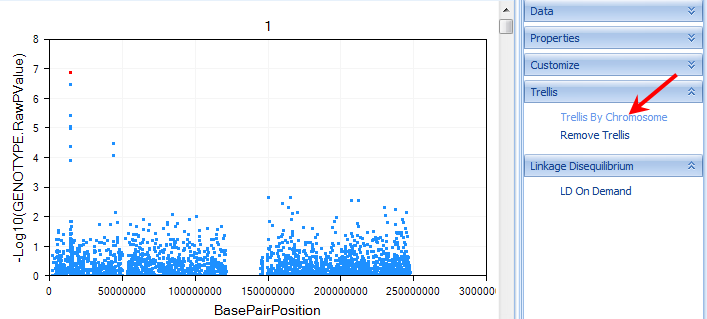 1
-Log10(GENOTYPE.RawPValue)
8
7
6
5
4
3
2
1
0
0 50000000 100000000 150000000 200000000 250000000 3000000
BasePairPosition
Data
Properties
Customize
Trellis
Trellis By Chromosome
Remove Trellis
Linkage Disequilibrium
LD On Demand